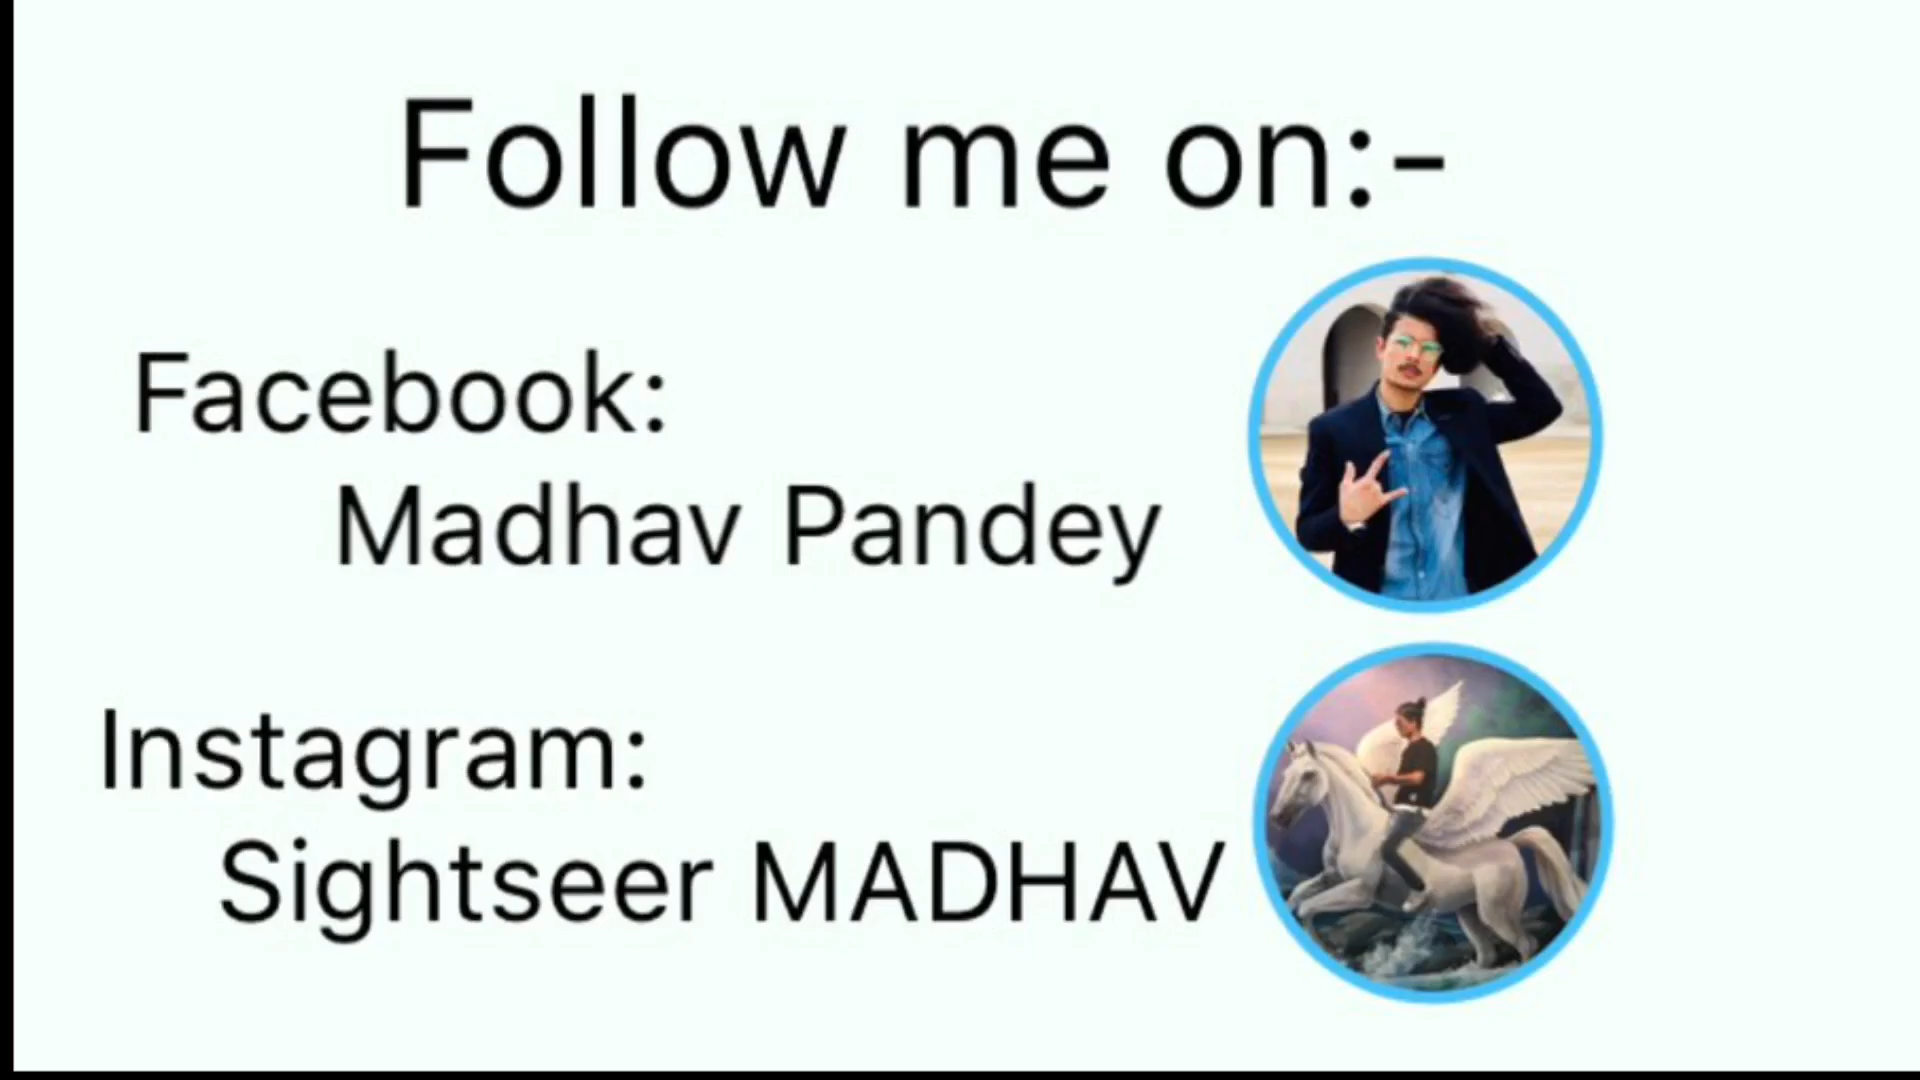 Follow me on:-
Facebook:
Madhav Pandey
Instagram:
Sightseer MADHAV